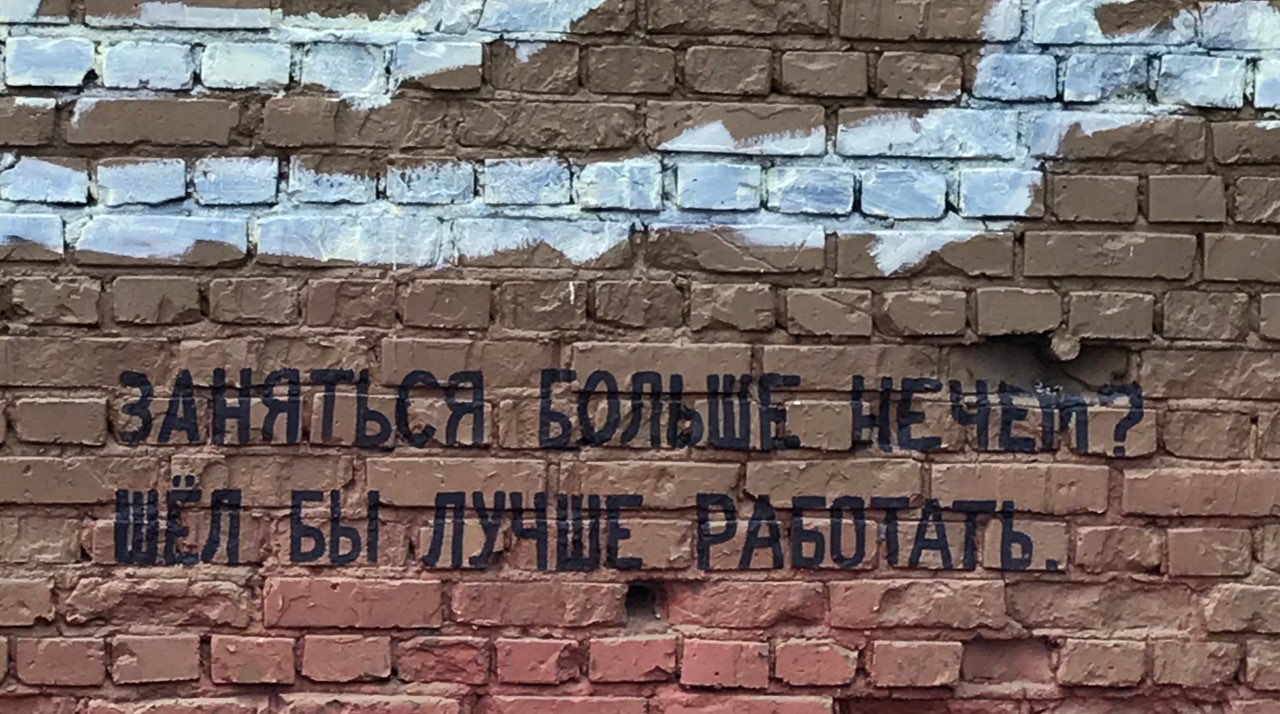 ЗАНЯТЬСЯ БОЛЬШЕ НЕЧЕМ?
ШЁЛ БЫ ЛУЧШЕ РАБОТАТЬ.